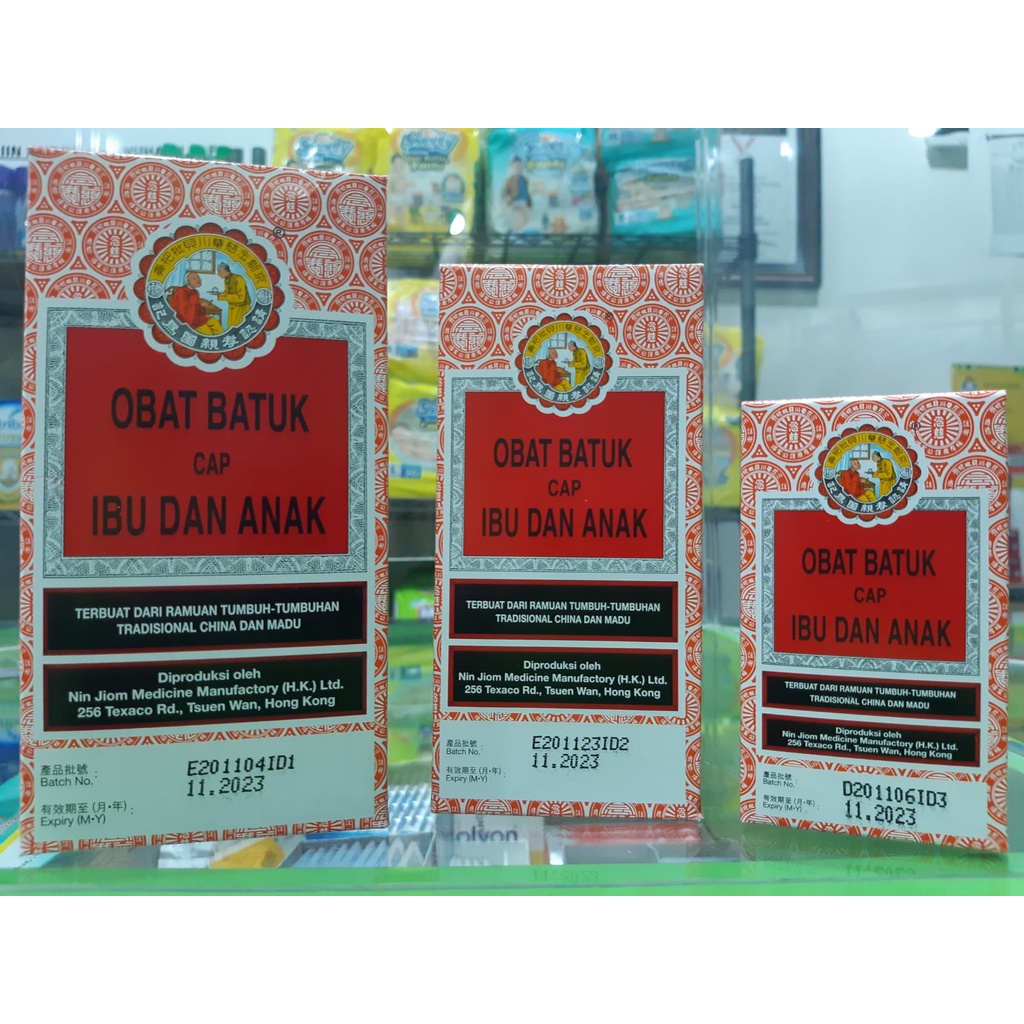 OBAT BATUK
CAP
IBU DAN ANAK
TERBUAT DARI RAMUAN TUMBUH-TUMBUHAN
TRADISIONAL CHINA DAN MADU
Diproduksi oleh
Nin Jiom Medicine Manufactory (H.K.) Ltd.
256 Texaco Rd., Tsuen Wan, Hong Kong
產品批號 :
Batch No.
E201104ID1
11.2023
有效期至 (月•年) :
Expiry (M•Y)
OBAT BATUK
CAP
IBU DAN ANAK
TERBUAT DARI RAMUAN TUMBUH-TUMBUHAN
TRADISIONAL CHINA DAN MADU
Diproduksi oleh
Nin Jiom Medicine Manufactory (H.K.) Ltd.
256 Texaco Rd., Tsuen Wan, Hong Kong
產品批號 :
Batch No.
E201123ID2
11.2023
有效期至 (月•年) :
Expiry (M•Y)
OBAT BATUK
CAP
IBU DAN ANAK
TERBUAT DARI RAMUAN TUMBUH-TUMBUHAN
TRADISIONAL CHINA DAN MADU
Diproduksi oleh
Nin Jiom Medicine Manufactory (H.K.) Ltd.
256 Texaco Rd., Tsuen Wan, Hong Kong
產品批號 :
Batch No.
D201106ID3
11.2023
有效期至 (月•年) :
Expiry (M•Y)